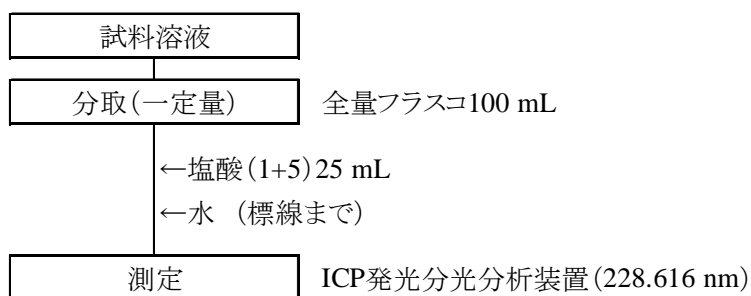 試料溶液
分取(一定量) 全量フラスコ100 mL
←塩酸(1+5)25 mL
←水 (標線まで)
測定 ICP発光分光分析装置(228.616 nm)